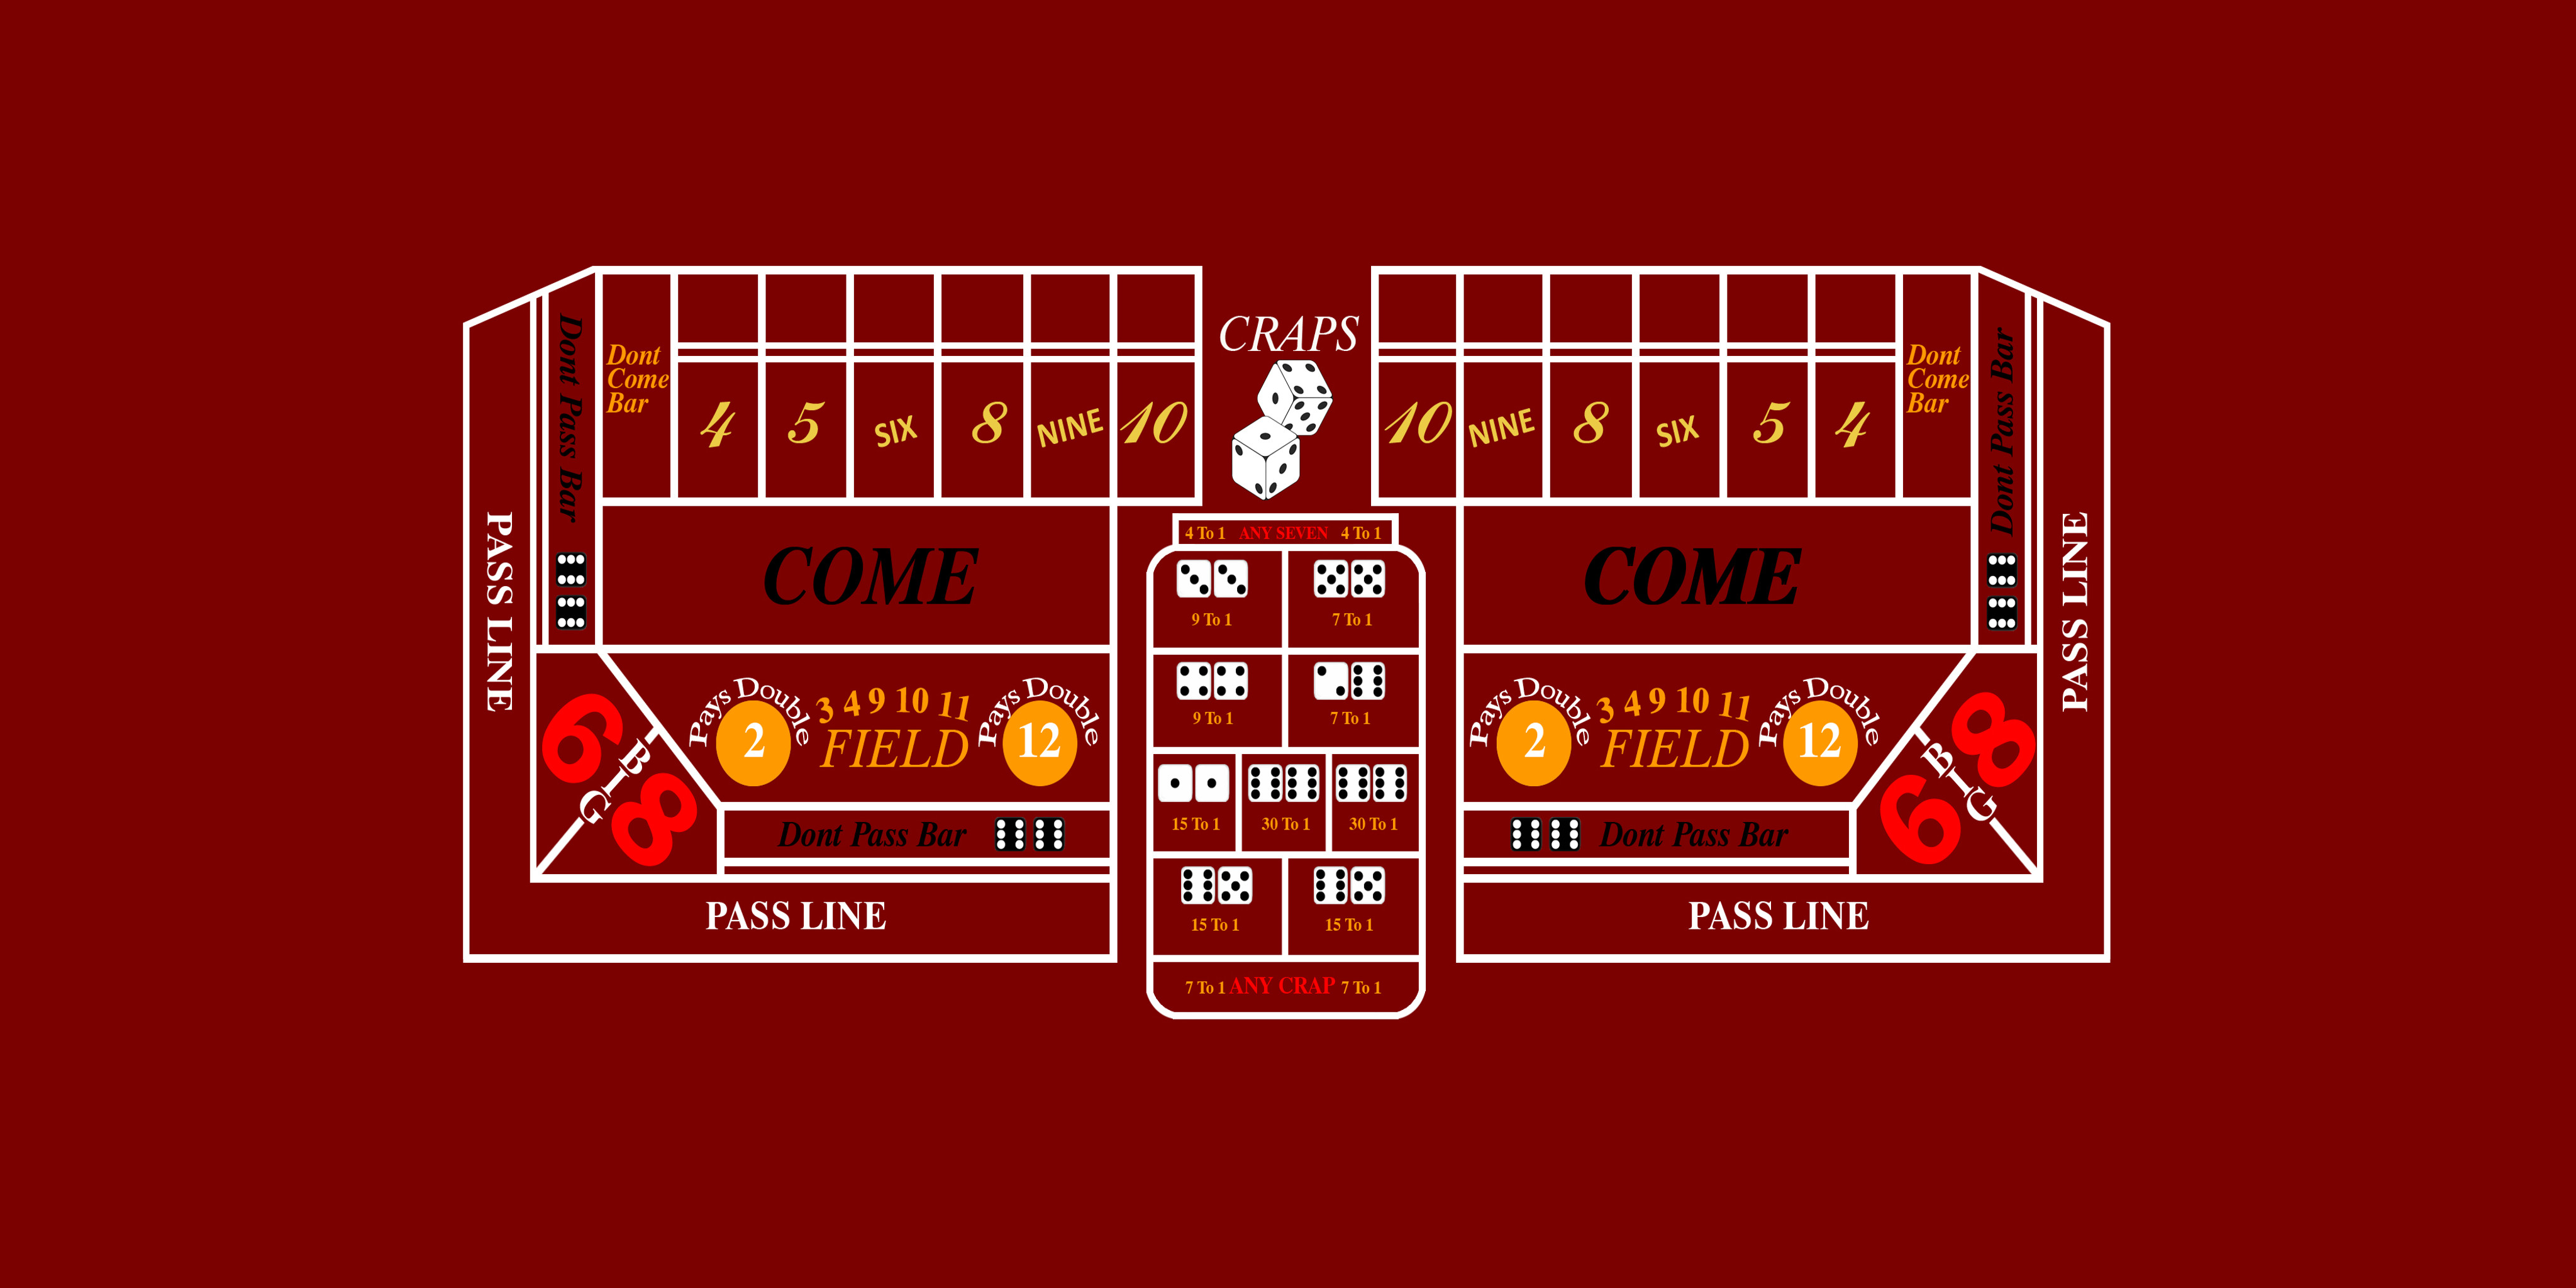 CRAPS
Dont Pass Bar
Dont
Come
Bar
4
5
SIX
8
NINE
10
10
NINE
8
SIX
5
4
Dont
Come
Bar
Dont Pass Bar
PASS LINE
COME
COME
PASS LINE
4 To 1 ANY SEVEN 4 To 1
9 To 1
7 To 1
9 To 1
7 To 1
15 To 1
30 To 1
30 To 1
15 To 1
15 To 1
7 To 1 ANY CRAP 7 To 1
6
BIG
8
Pays Double
2
3 4 9 10 11
FIELD
Pays Double
12
Pays Double
2
3 4 9 10 11
FIELD
Pays Double
12
8
BIG
6
Dont Pass Bar
Dont Pass Bar
PASS LINE
PASS LINE